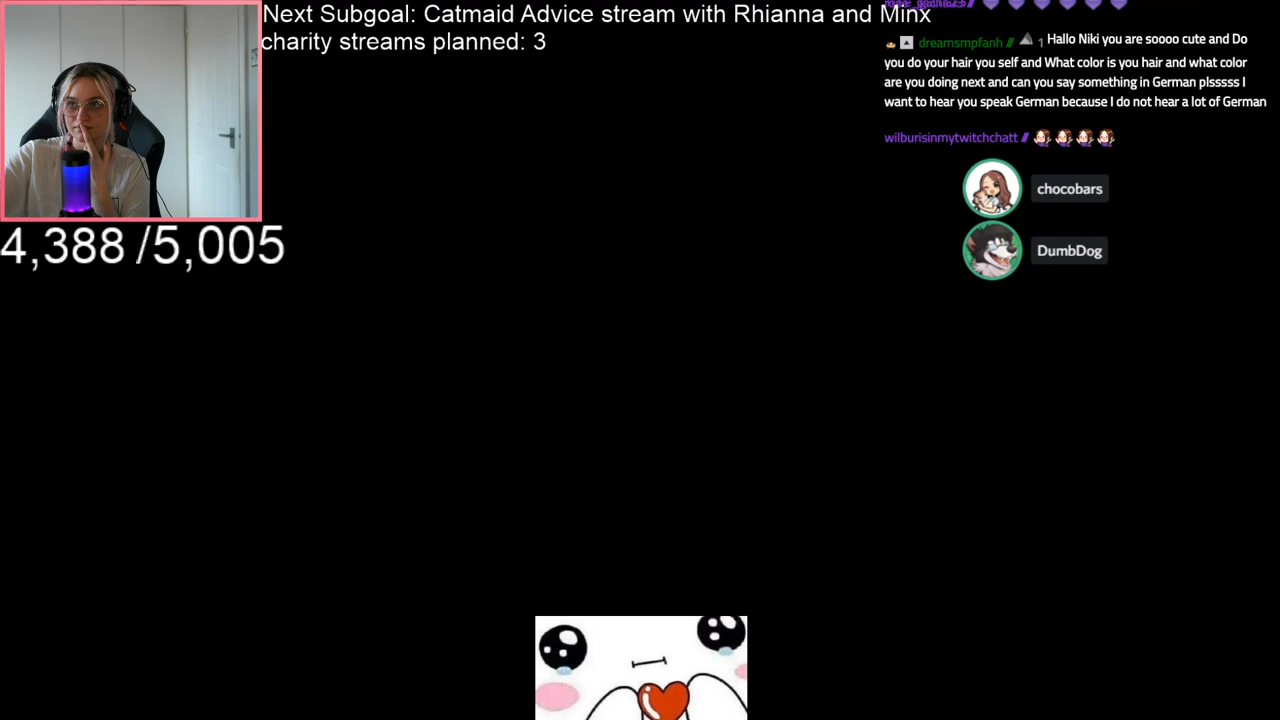 Next Subgoal: Catmaid Advice stream with Rhianna and Minx
charity streams planned: 3
4,388 /5,005
dreamsmpfanh // 1 Hallo Niki you are soooo cute and Do
you do your hair you self and What color is you hair and what color
are you doing next and can you say something in German plsssss I
want to hear you speak German because I do not hear a lot of German
wilburisinmytwitchchatt //
chocobars
DumbDog